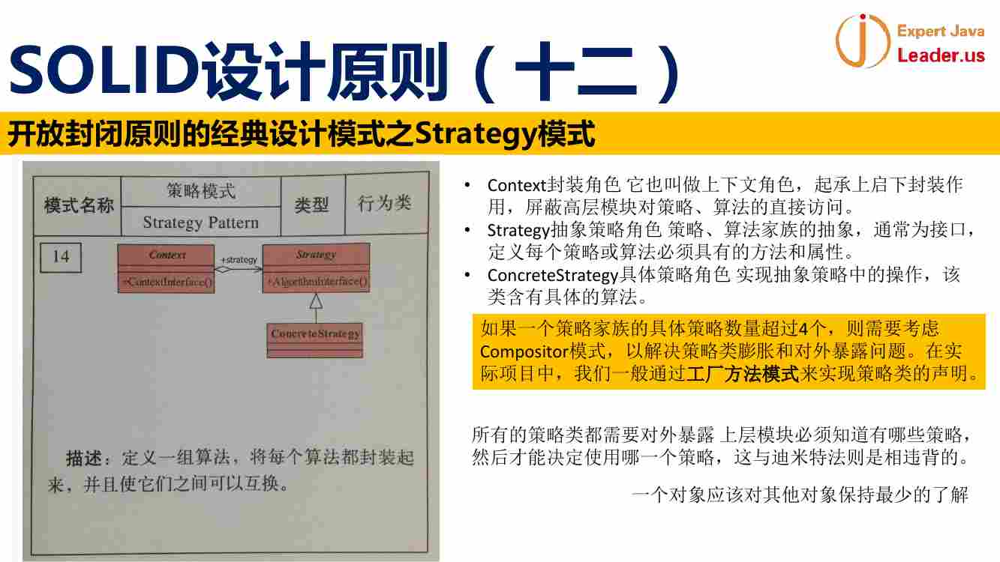 SOLID设计原则（十二）
Expert Java
Leader.us
开放封闭原则的经典设计模式之Strategy模式
模式名称
策略模式
Strategy Pattern
类型
行为类
14
Context
+ContextInterface()
+strategy
Strategy
+AlgorithmInterface()
ConcreteStrategy
描述：定义一组算法，将每个算法都封装起
来，并且使它们之间可以互换。
• Context封装角色 它也叫做上下文角色，起承上启下封装作
用，屏蔽高层模块对策略、算法的直接访问。
• Strategy抽象策略角色 策略、算法家族的抽象，通常为接口，
定义每个策略或算法必须具有的方法和属性。
• ConcreteStrategy具体策略角色 实现抽象策略中的操作，该
类含有具体的算法。
如果一个策略家族的具体策略数量超过4个，则需要考虑
Compositor模式，以解决策略类膨胀和对外暴露问题。在实
际项目中，我们一般通过工厂方法模式来实现策略类的声明。
所有的策略类都需要对外暴露 上层模块必须知道有哪些策略，
然后才能决定使用哪一个策略，这与迪米特法则是相违背的。
一个对象应该对其他对象保持最少的了解